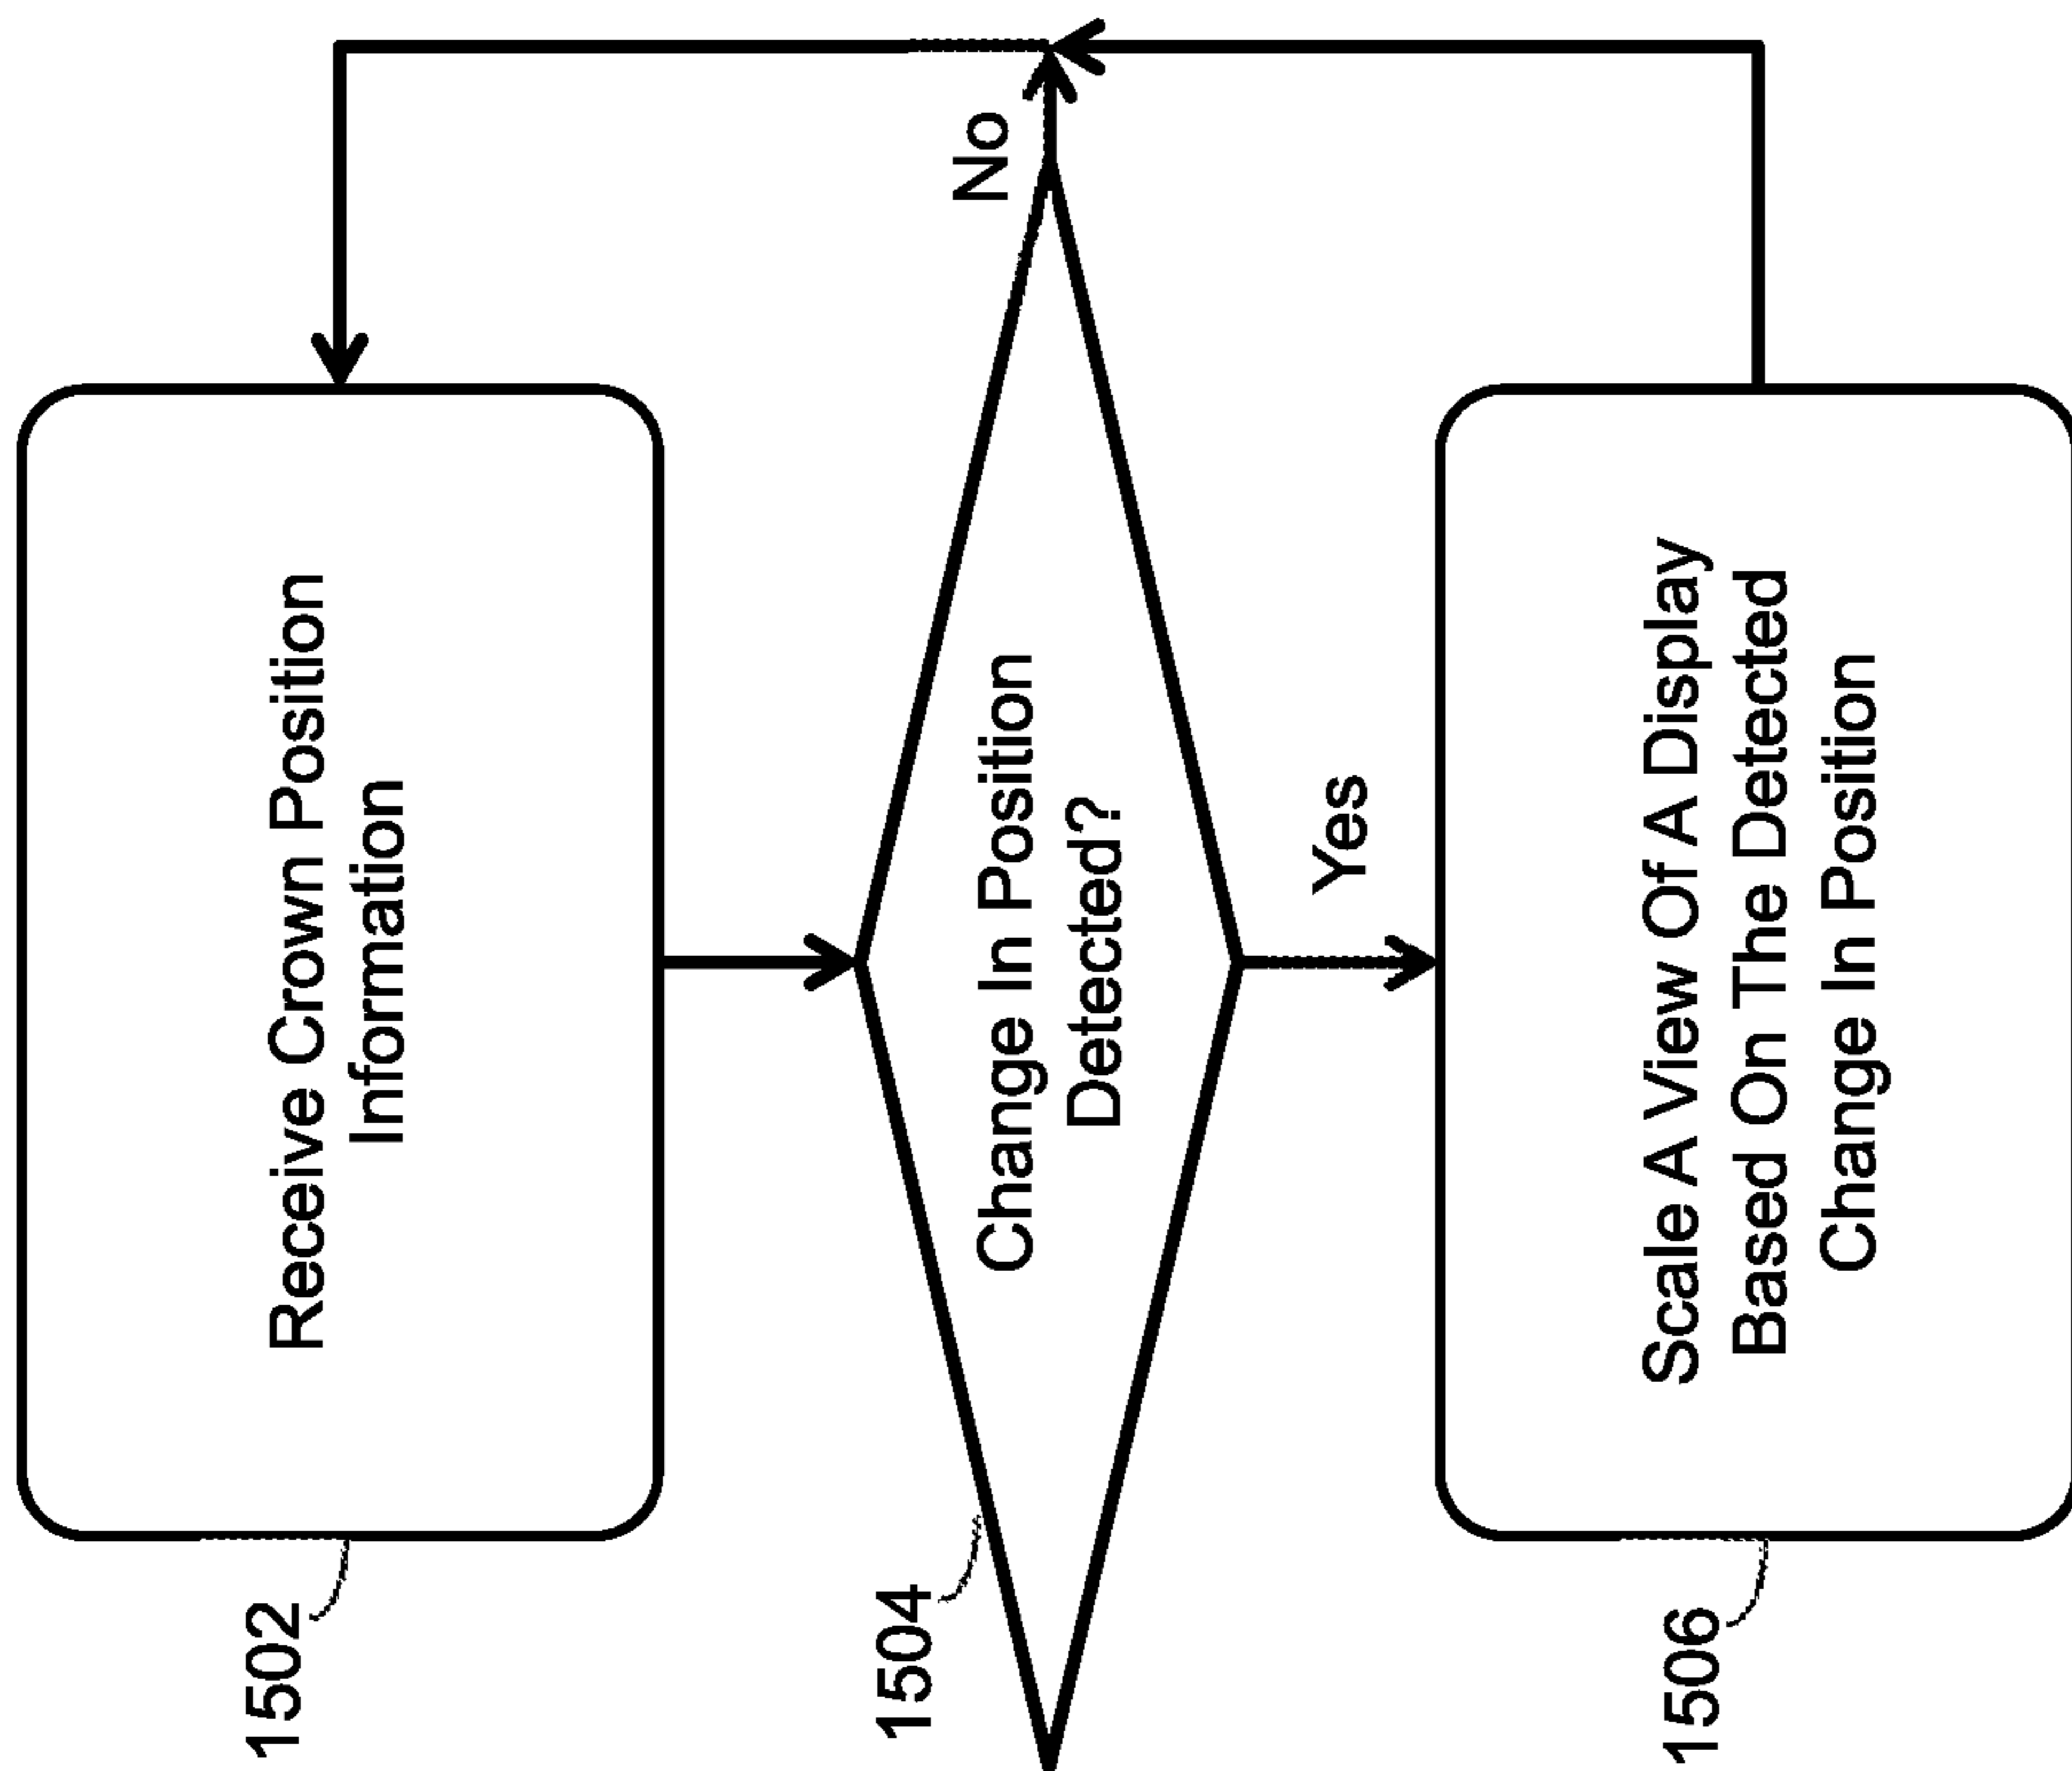 1502
Receive Crown Position
Information
1504
Change In Position
Detected?
No
Yes
1506
Scale A View Of A Display
Based On The Detected
Change In Position